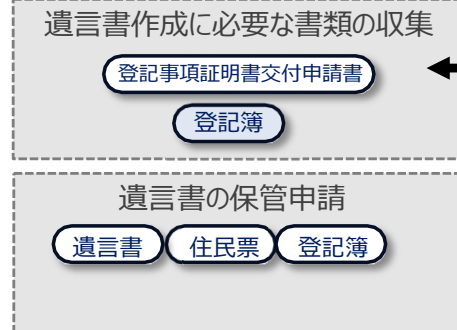 遺言書作成に必要な書類の収集
登記事項証明書交付申請書
登記簿
遺言書の保管申請
遺言書 住民票 登記簿